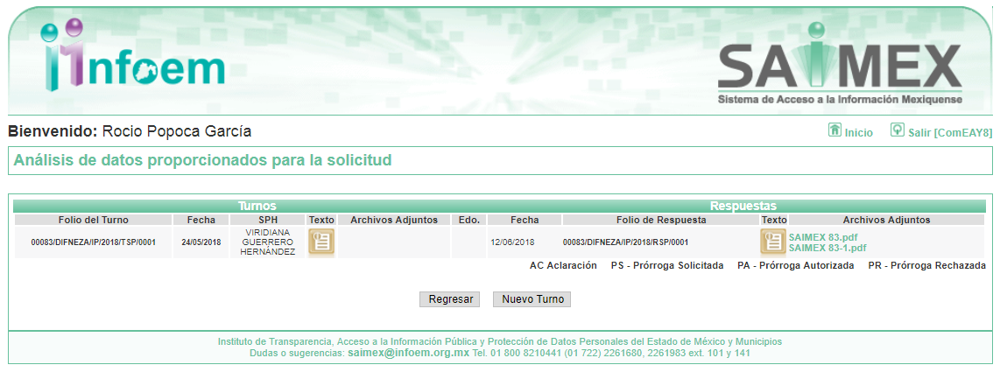 infoem
SAIMEX
Sistema de Acceso a la Información Mexiquense
Bienvenido: Rocio Popoca García
Inicio Salir [ComEAY8]
Análisis de datos proporcionados para la solicitud
Turnos Respuestas
Folio del Turno Fecha SPH Texto Archivos Adjuntos Edo. Fecha Folio de Respuesta Texto Archivos Adjuntos
00083/DIFNEZA/IP/2018/TSP/0001 24/05/2018 VIRIDIANA GUERRERO HERNÁNDEZ 12/06/2018 00083/DIFNEZA/IP/2018/RSP/0001 SAIMEX 83.pdf
SAIMEX 83-1.pdf
AC Aclaración PS - Prórroga Solicitada PA - Prórroga Autorizada PR - Prórroga Rechazada
Regresar Nuevo Turno
Instituto de Transparencia, Acceso a la Información Pública y Protección de Datos Personales del Estado de México y Municipios
Dudas o sugerencias: saimex@infoem.org.mx Tel. 01 800 8210441 (01 722) 2261680, 2261983 ext. 101 y 141